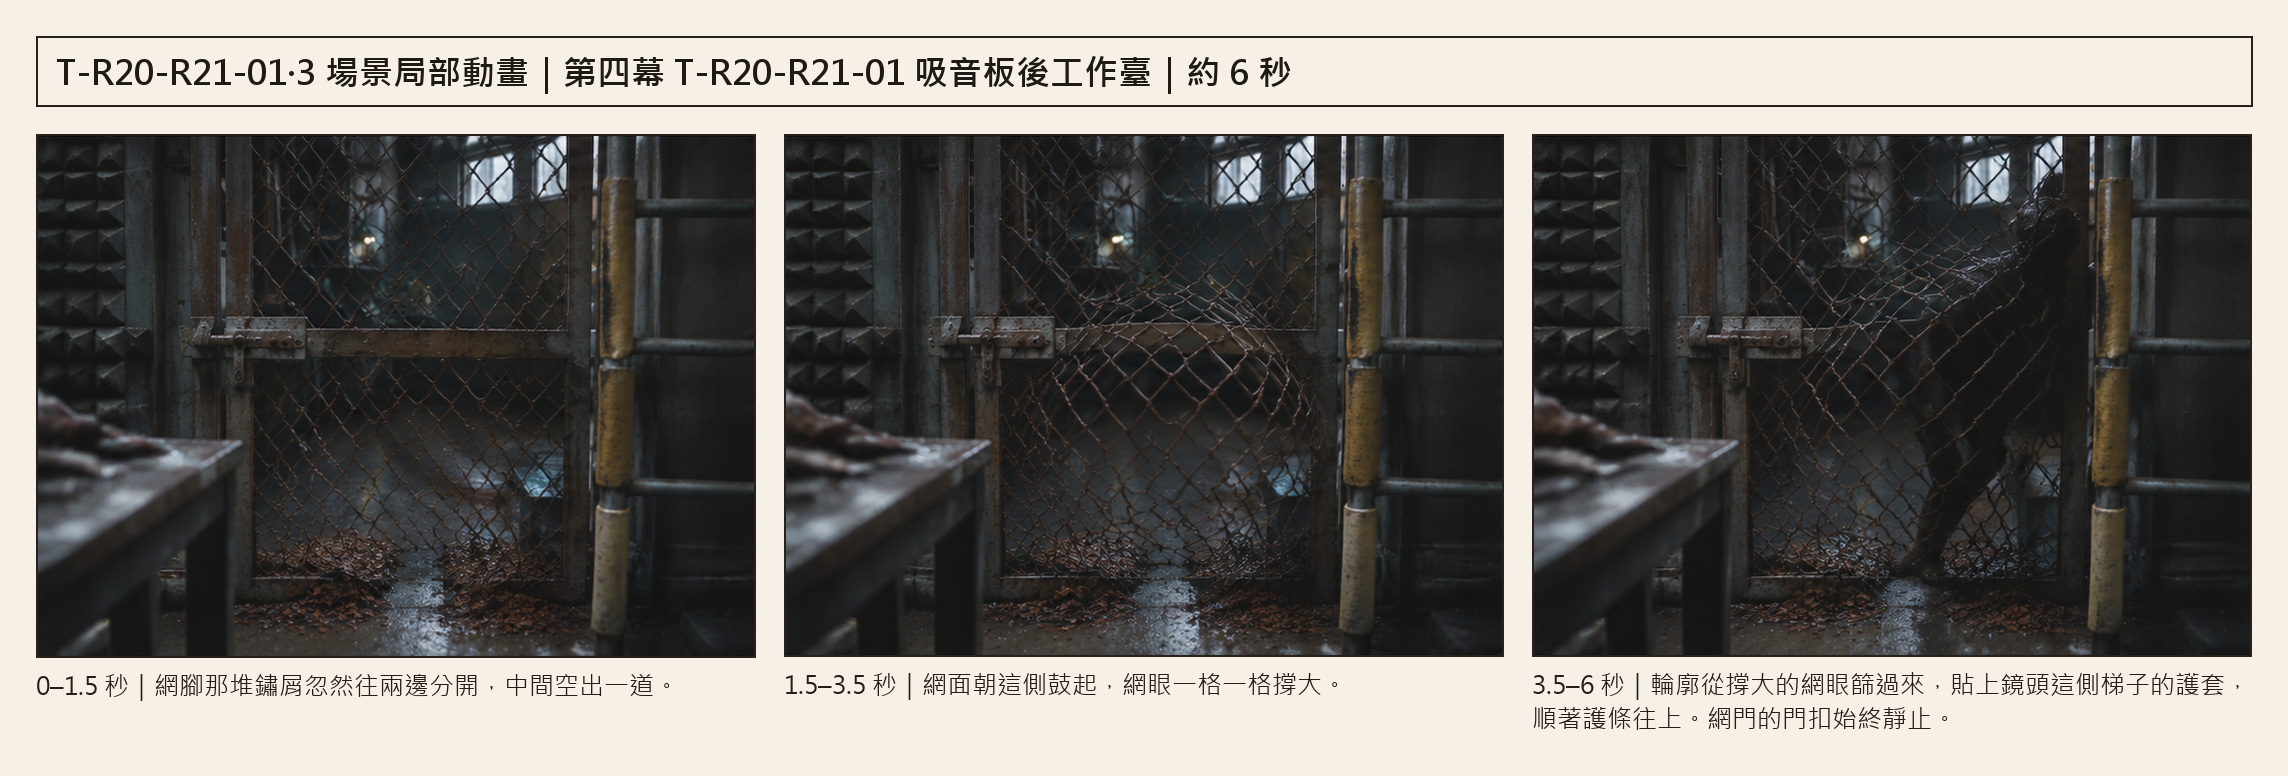 T-R20-R21-01·3 場景局部動畫｜第四幕 T-R20-R21-01 吸音板後工作臺｜約 6 秒
0–1.5 秒｜網腳那堆鏽屑忽然往兩邊分開，中間空出一道。
1.5–3.5 秒｜網面朝這側鼓起，網眼一格一格撐大。
3.5–6 秒｜輪廓從撐大的網眼篩過來，貼上鏡頭這側梯子的護套，
順著護條往上。網門的門扣始終靜止。